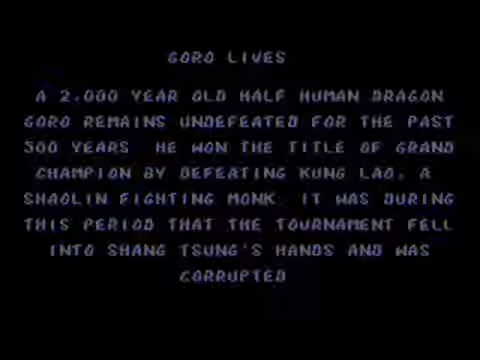 GORO LIVES
A 2,000 YEAR OLD HALF HUMAN DRAGON
GORO REMAINS UNDEFEATED FOR THE PAST
500 YEARS. HE WON THE TITLE OF GRAND
CHAMPION BY DEFEATING KUNG LAO, A
SHAOLIN FIGHTING MONK. IT WAS DURING
THIS PERIOD THAT THE TOURNAMENT FELL
INTO SHANG TSUNG'S HANDS AND WAS
CORRUPTED